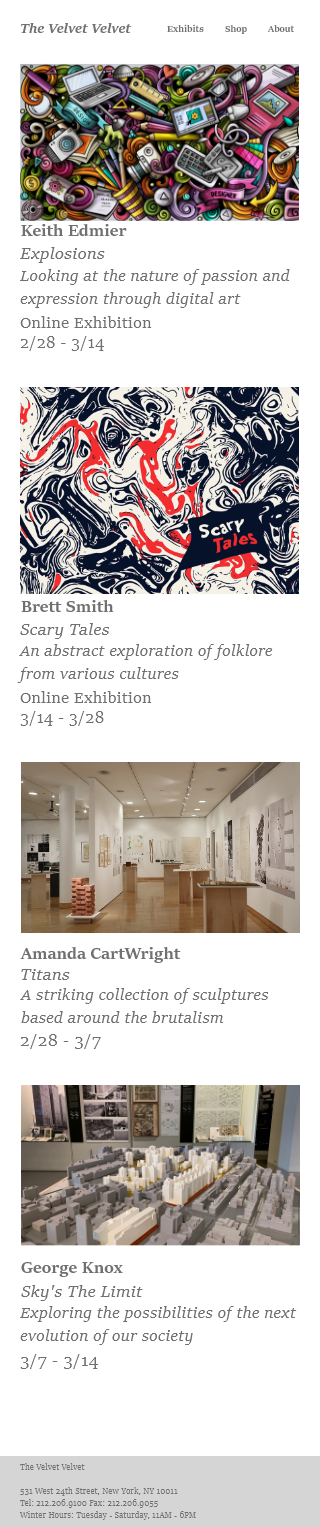 The Velvet Velvet
Exhibits Shop About
DESIGNER
Keith Edmier
Explosions
Looking at the nature of passion and
expression through digital art
Online Exhibition
2/28 - 3/14
Scary
Tales
Brett Smith
Scary Tales
An abstract exploration of folklore
from various cultures
Online Exhibition
3/14 - 3/28
Amanda CartWright
Titans
A striking collection of sculptures
based around the brutalism
2/28 - 3/7
George Knox
Sky's The Limit
Exploring the possibilities of the next
evolution of our society
3/7 - 3/14
The Velvet Velvet
531 West 24th Street, New York, NY 10011
Tel: 212.206.9100 Fax: 212.206.9055
Winter Hours: Tuesday - Saturday, 11AM - 6PM